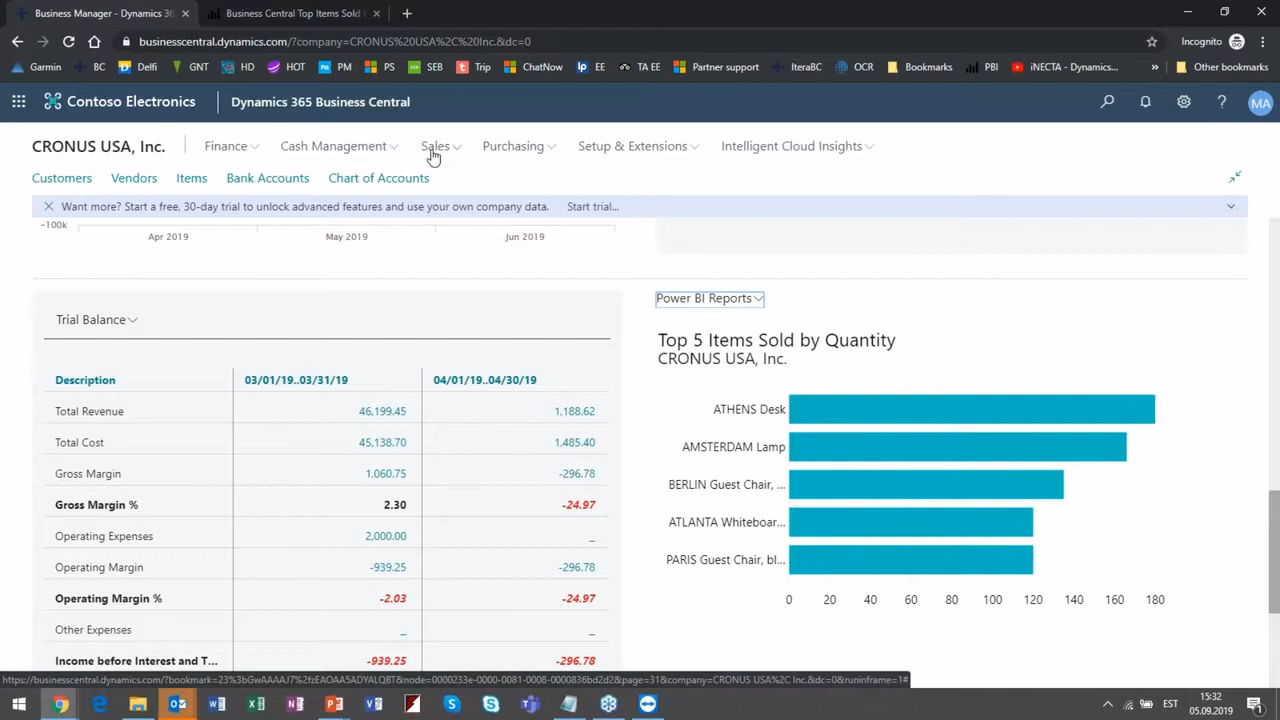 Business Manager - Dynamics 36
Business Central Top Items Sold
businesscentral.dynamics.com/?company=CRONUS%20USA%2C%20Inc.&dc=0
Incognito
Garmin
BC
Delfi
GNT
HD
HOT
PM
PS
SEB
Trip
ChatNow
EE
TA EE
Partner support
IteraBC
OCR
Bookmarks
PBI
iNECTA - Dynamics...
»
Other bookmarks
Contoso Electronics
Dynamics 365 Business Central
MA
CRONUS USA, Inc.
Finance
Cash Management
Sales
Purchasing
Setup & Extensions
Intelligent Cloud Insights
Customers
Vendors
Items
Bank Accounts
Chart of Accounts
Want more? Start a free, 30-day trial to unlock advanced features and use your own company data.
Start trial...
-100k
Apr 2019
May 2019
Jun 2019
Trial Balance
Description 03/01/19..03/31/19 04/01/19..04/30/19
Total Revenue 46,199.45 1,188.62
Total Cost 45,138.70 1,485.40
Gross Margin 1,060.75 -296.78
Gross Margin % 2.30 -24.97
Operating Expenses 2,000.00 _
Operating Margin -939.25 -296.78
Operating Margin % -2.03 -24.97
Other Expenses _ _
Income before Interest and T... -939.25 -296.78
Power BI Reports
Top 5 Items Sold by Quantity
CRONUS USA, Inc.
ATHENS Desk
AMSTERDAM Lamp
BERLIN Guest Chair, ...
ATLANTA Whiteboar...
PARIS Guest Chair, bl...
0 20 40 60 80 100 120 140 160 180
EST
15:32
05.09.2019